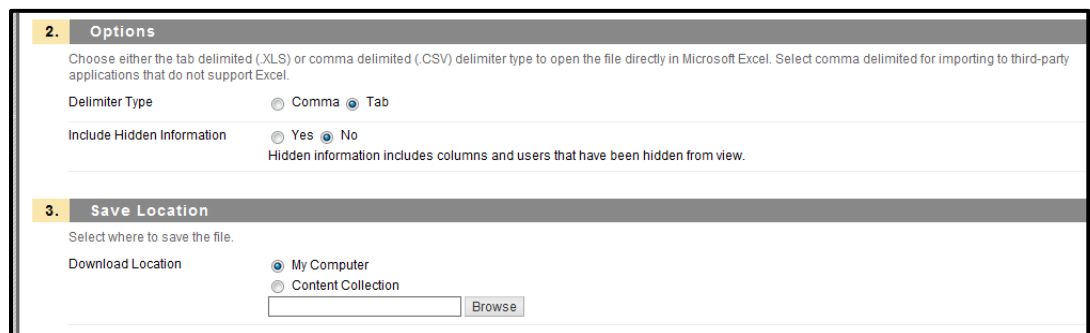 2. Options
Choose either the tab delimited (.XLS) or comma delimited (.CSV) delimiter type to open the file directly in Microsoft Excel. Select comma delimited for importing to third-party
applications that do not support Excel.
Delimiter Type Comma Tab
Include Hidden Information Yes No
Hidden information includes columns and users that have been hidden from view.
3. Save Location
Select where to save the file.
Download Location My Computer
Content Collection
Browse